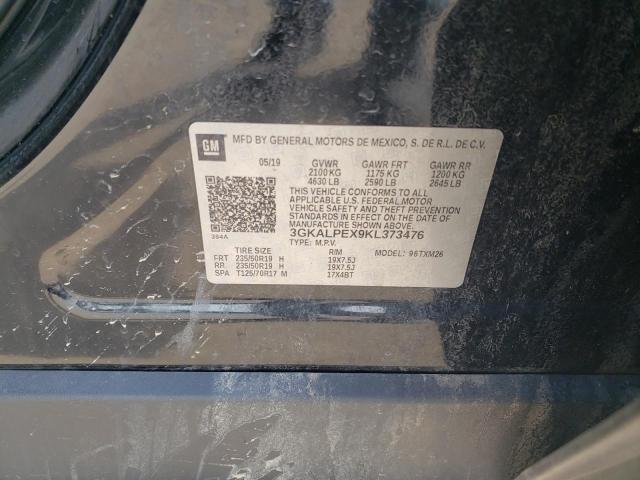 GM
MFD BY GENERAL MOTORS DE MEXICO, S. DE R.L. DE C.V.
05/19 GVWR GAWR FRT GAWR RR
2100 KG 1175 KG 1200 KG
4630 LB 2590 LB 2645 LB
THIS VEHICLE CONFORMS TO ALL
APPLICABLE U.S. FEDERAL MOTOR
VEHICLE SAFETY AND THEFT PREVENTION
STANDARDS IN EFFECT ON THE DATE OF
MANUFACTURE SHOWN ABOVE.
384A 3GKALPEX9KL373476
TYPE: M.P.V. MODEL: 96TXM26
TIRE SIZE RIM
FRT 235/50R19 H 19X7.5J
RR 235/50R19 H 19X7.5J
SPA T125/70R17 M 17X4BT